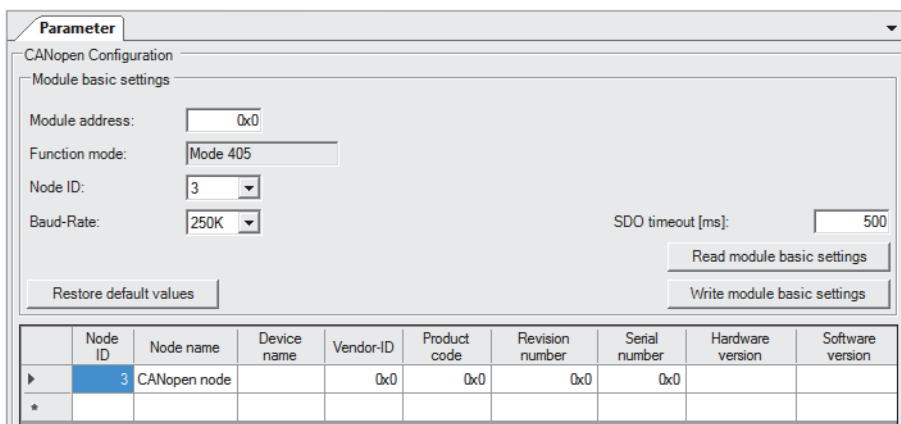 Parameter
CANopen Configuration
Module basic settings
Module address: 0x0
Function mode: Mode 405
Node ID: 3
Baud-Rate: 250K SDO timeout [ms]: 500
Read module basic settings
Restore default values Write module basic settings
Node ID Node name Device name Vendor-ID Product code Revision number Serial number Hardware version Software version
3 CANopen node 0x0 0x0 0x0 0x0
*